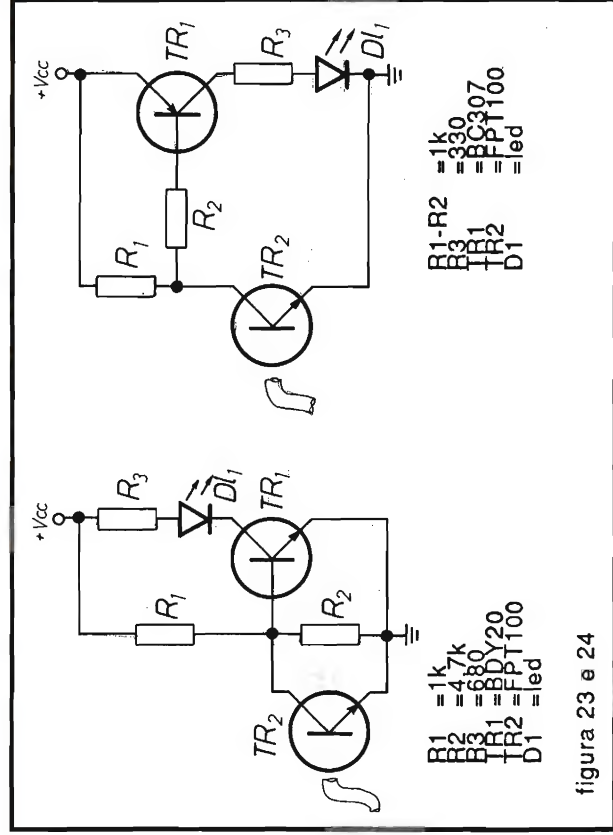 +Vcc
R1
R3
Dl1
TR1
TR2
R2
R1 =1k
R2 =4,7k
R3 =680
TR1 =BDY20
TR2 =FPT100
D1 =led
+Vcc
R1
TR1
R2
R3
TR2
Dl1
R1-R2 =1k
R3 =330
TR1 =BC307
TR2 =FPT100
D1 =led
figura 23 e 24